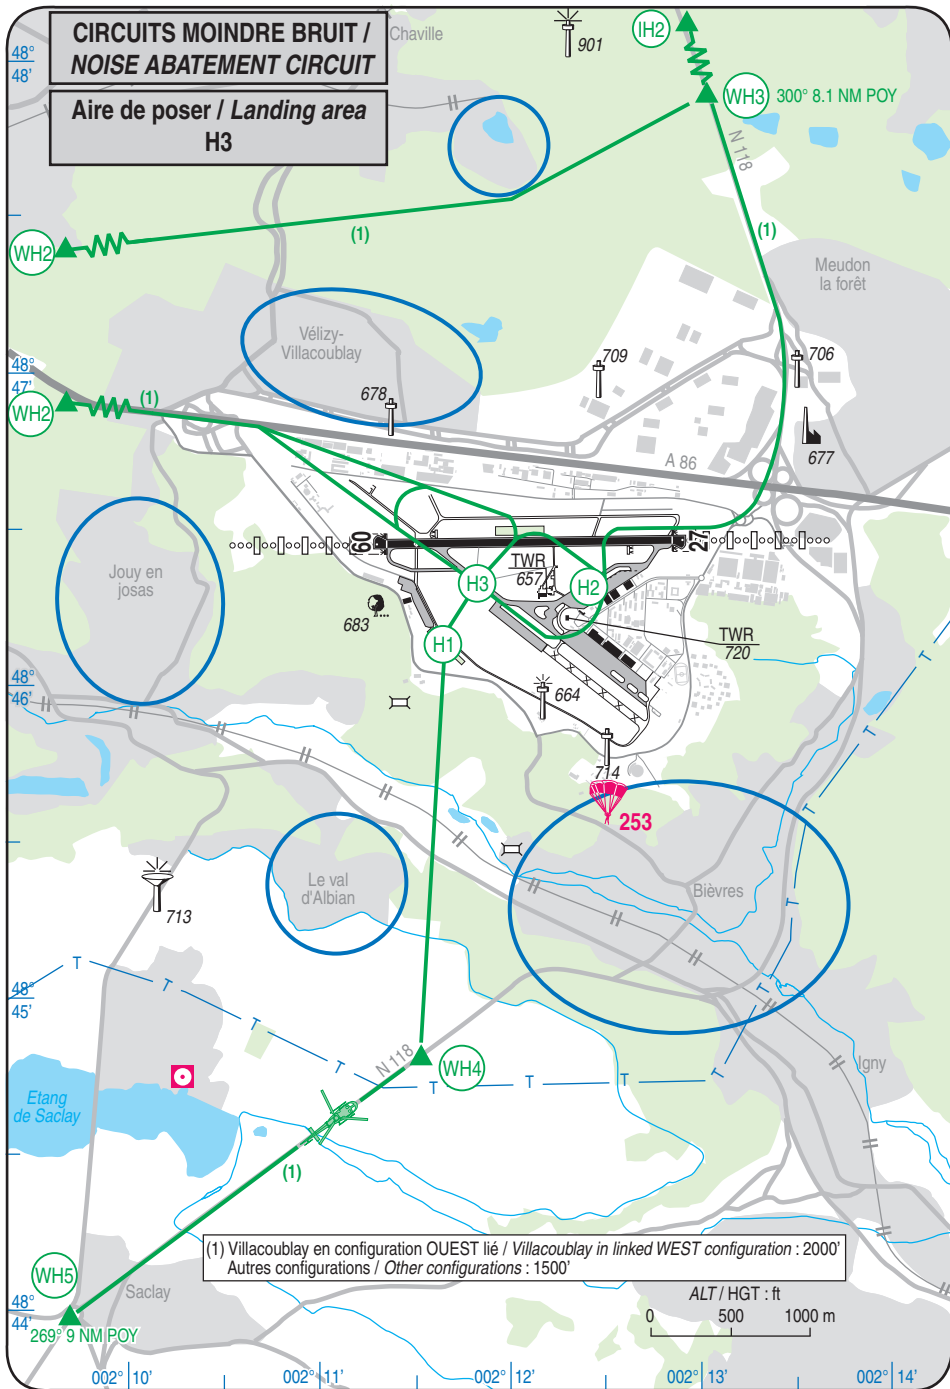 CIRCUITS MOINDRE BRUIT /
NOISE ABATEMENT CIRCUIT
Aire de poser / Landing area
H3
Chaville
901
IH2
WH3
300° 8.1 NM POY
48°
48'
N 118
(1)
(1)
WH2
Meudon
la forêt
Vélizy-
Villacoublay
48°
47'
709
706
678
WH2
(1)
A 86
677
09
27
TWR
657
H3
H2
Jouy en
josas
683
H1
TWR
720
48°
46'
664
714
253
Le val
d'Albian
Bièvres
713
T
T
T
T
48°
45'
T
T
T
T
T
T
T
N 118
WH4
Igny
Etang
de Saclay
(1)
(1) Villacoublay en configuration OUEST lié / Villacoublay in linked WEST configuration : 2000'
Autres configurations / Other configurations : 1500'
WH5
Saclay
48°
44'
269° 9 NM POY
ALT / HGT : ft
0 500 1000 m
002° 10' 002° 11' 002° 12' 002° 13' 002° 14'